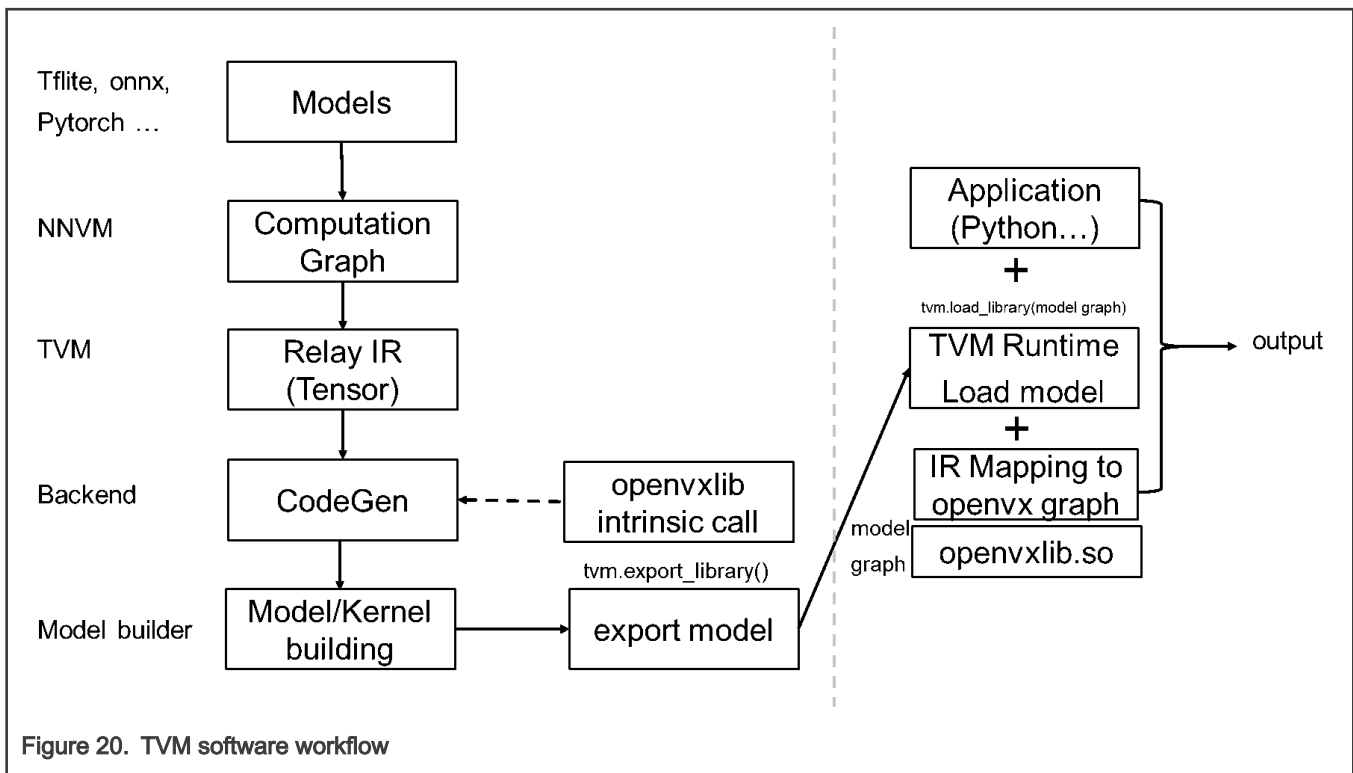 Tflite, onnx,
Pytorch ...
Models
NNVM
Computation
Graph
TVM
Relay IR
(Tensor)
Backend
CodeGen
openvxlib
intrinsic call
tvm.export_library()
Model builder
Model/Kernel
building
export model
Application
(Python...)
+
tvm.load_library(model graph)
TVM Runtime
Load model
+
IR Mapping to
openvx graph
model
graph
openvxlib.so
output
Figure 20. TVM software workflow